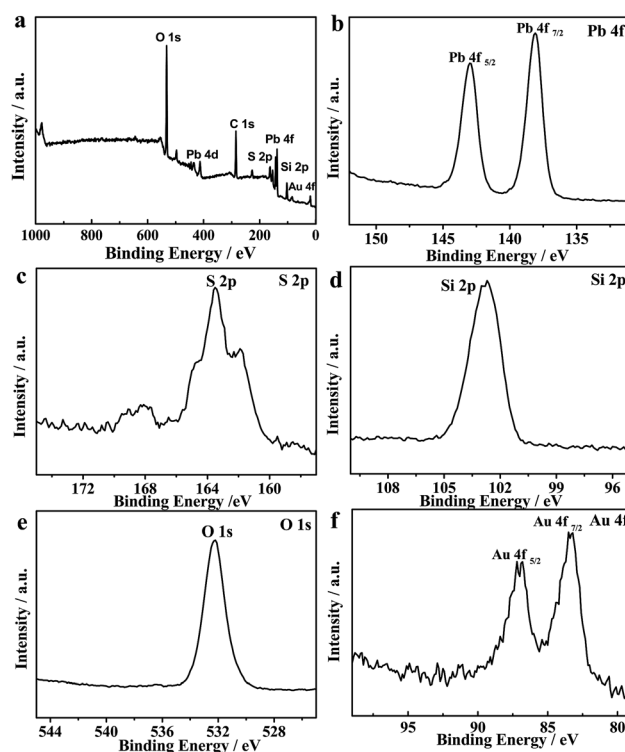 a
O 1s
C 1s
Pb 4f
Pb 4d
S 2p
Si 2p
Au 4f
Intensity / a.u.
1000 800 600 400 200 0
Binding Energy / eV
b
Pb 4f 7/2
Pb 4f
Pb 4f 5/2
Intensity / a.u.
150 145 140 135
Binding Energy / eV
c
S 2p
S 2p
Intensity / a.u.
172 168 164 160
Binding Energy /eV
d
Si 2p
Si 2p
Intensity / a.u.
108 105 102 99 96
Binding Energy /eV
e
O 1s
O 1s
Intensity / a.u.
544 540 536 532 528
Binding Energy / eV
f
Au 4f 7/2
Au 4f
Au 4f 5/2
Intensity / a.u.
95 90 85 80
Binding Energy / eV